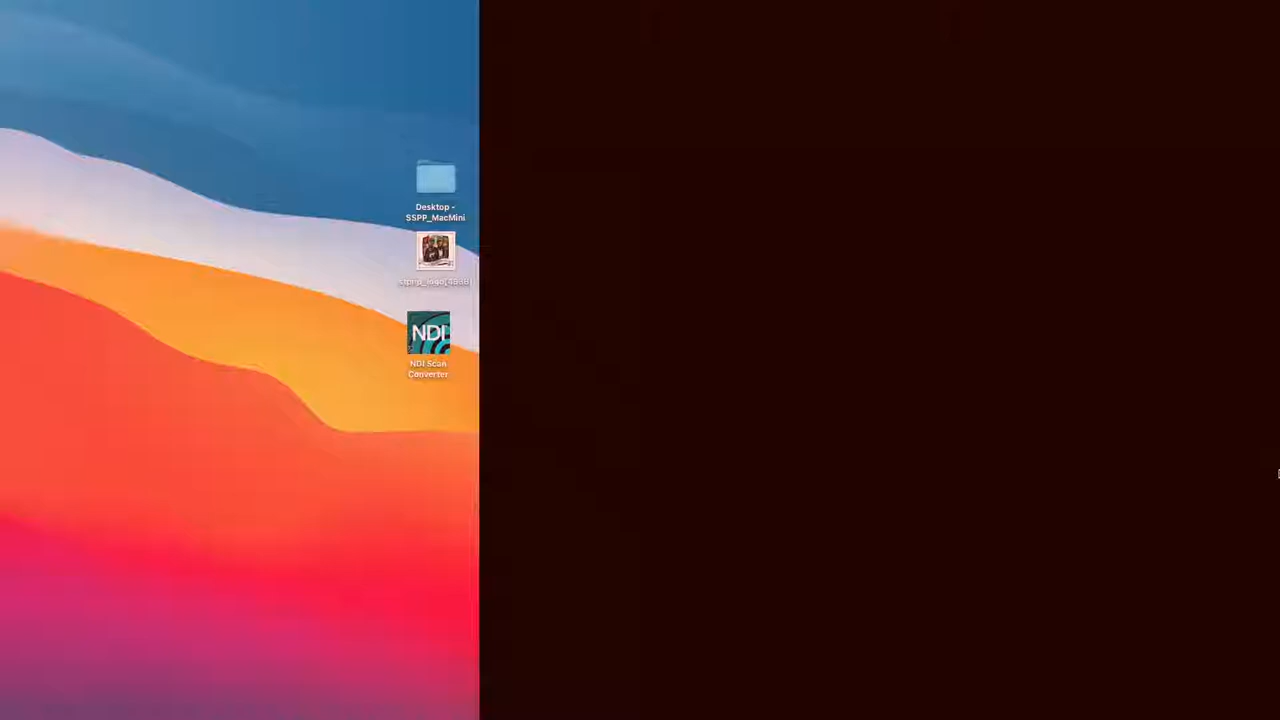 Desktop -
SSPP_MacMini
NDI
NDI Scan
Converter